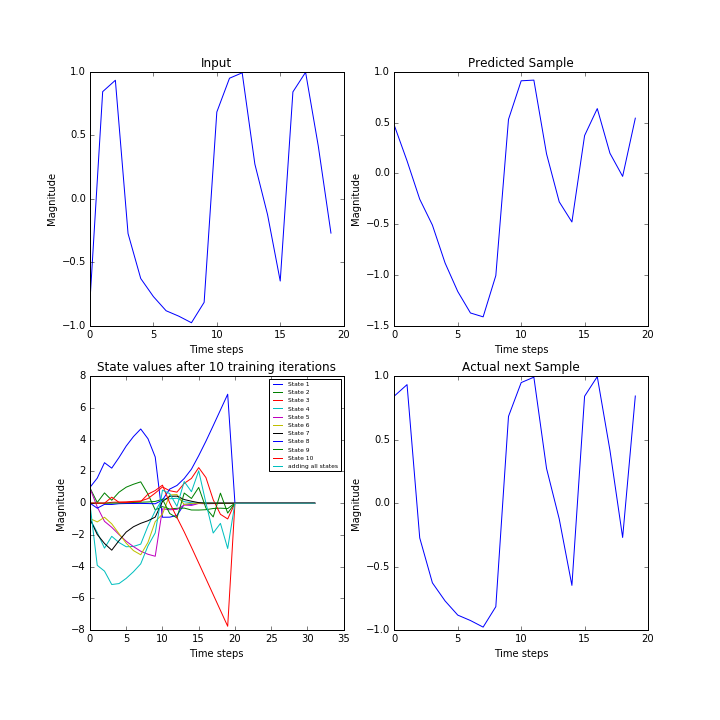 Input
Magnitude
1.0
0.5
0.0
−0.5
−1.0
0 5 10 15 20
Time steps
Predicted Sample
Magnitude
1.0
0.5
0.0
−0.5
−1.0
−1.5
0 5 10 15 20
Time steps
State values after 10 training iterations
Magnitude
8
6
4
2
0
−2
−4
−6
−8
0 5 10 15 20 25 30 35
Time steps
State 1
State 2
State 3
State 4
State 5
State 6
State 7
State 8
State 9
State 10
adding all states
Actual next Sample
Magnitude
1.0
0.5
0.0
−0.5
−1.0
0 5 10 15 20
Time steps